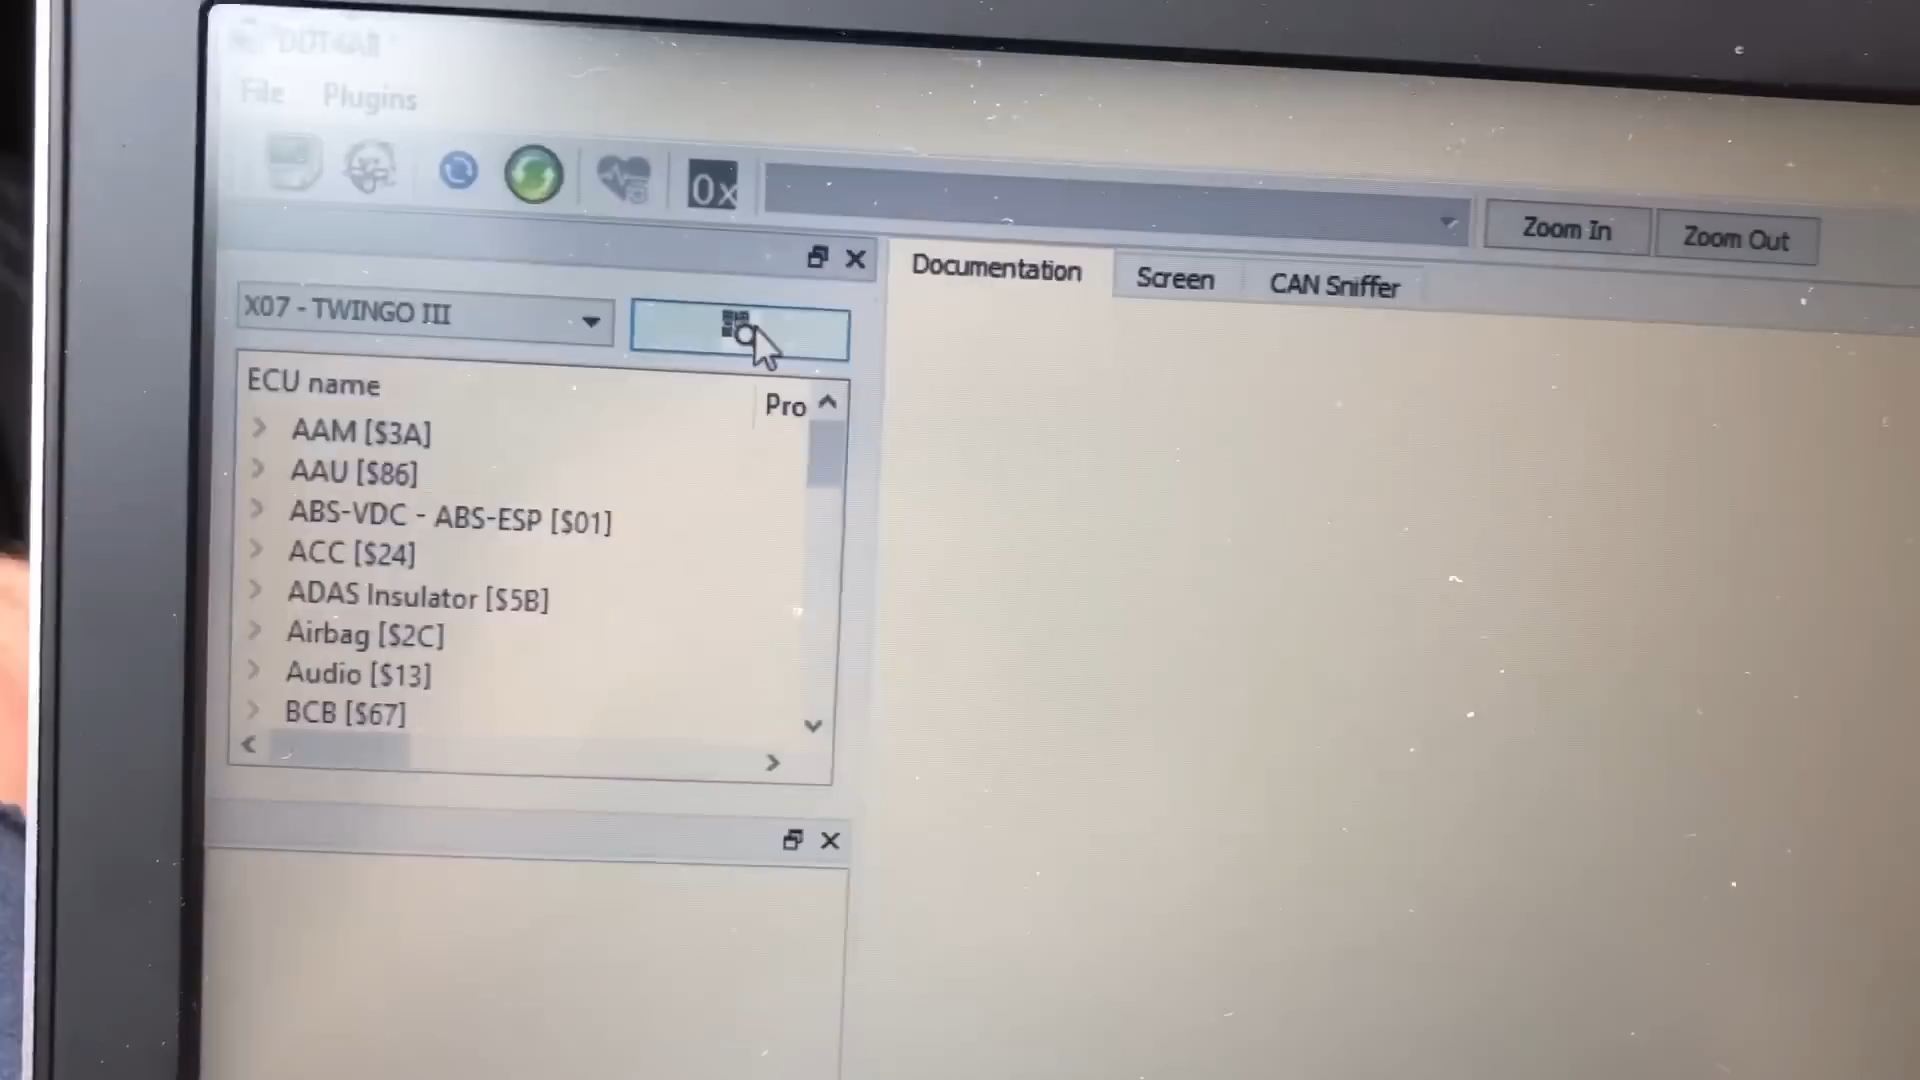 DDT4All
File Plugins
0x
Zoom In Zoom Out
Documentation Screen CAN Sniffer
X07 - TWINGO III
ECU name Pro
AAM [$3A]
AAU [$86]
ABS-VDC - ABS-ESP [$01]
ACC [$24]
ADAS Insulator [$5B]
Airbag [$2C]
Audio [$13]
BCB [$67]